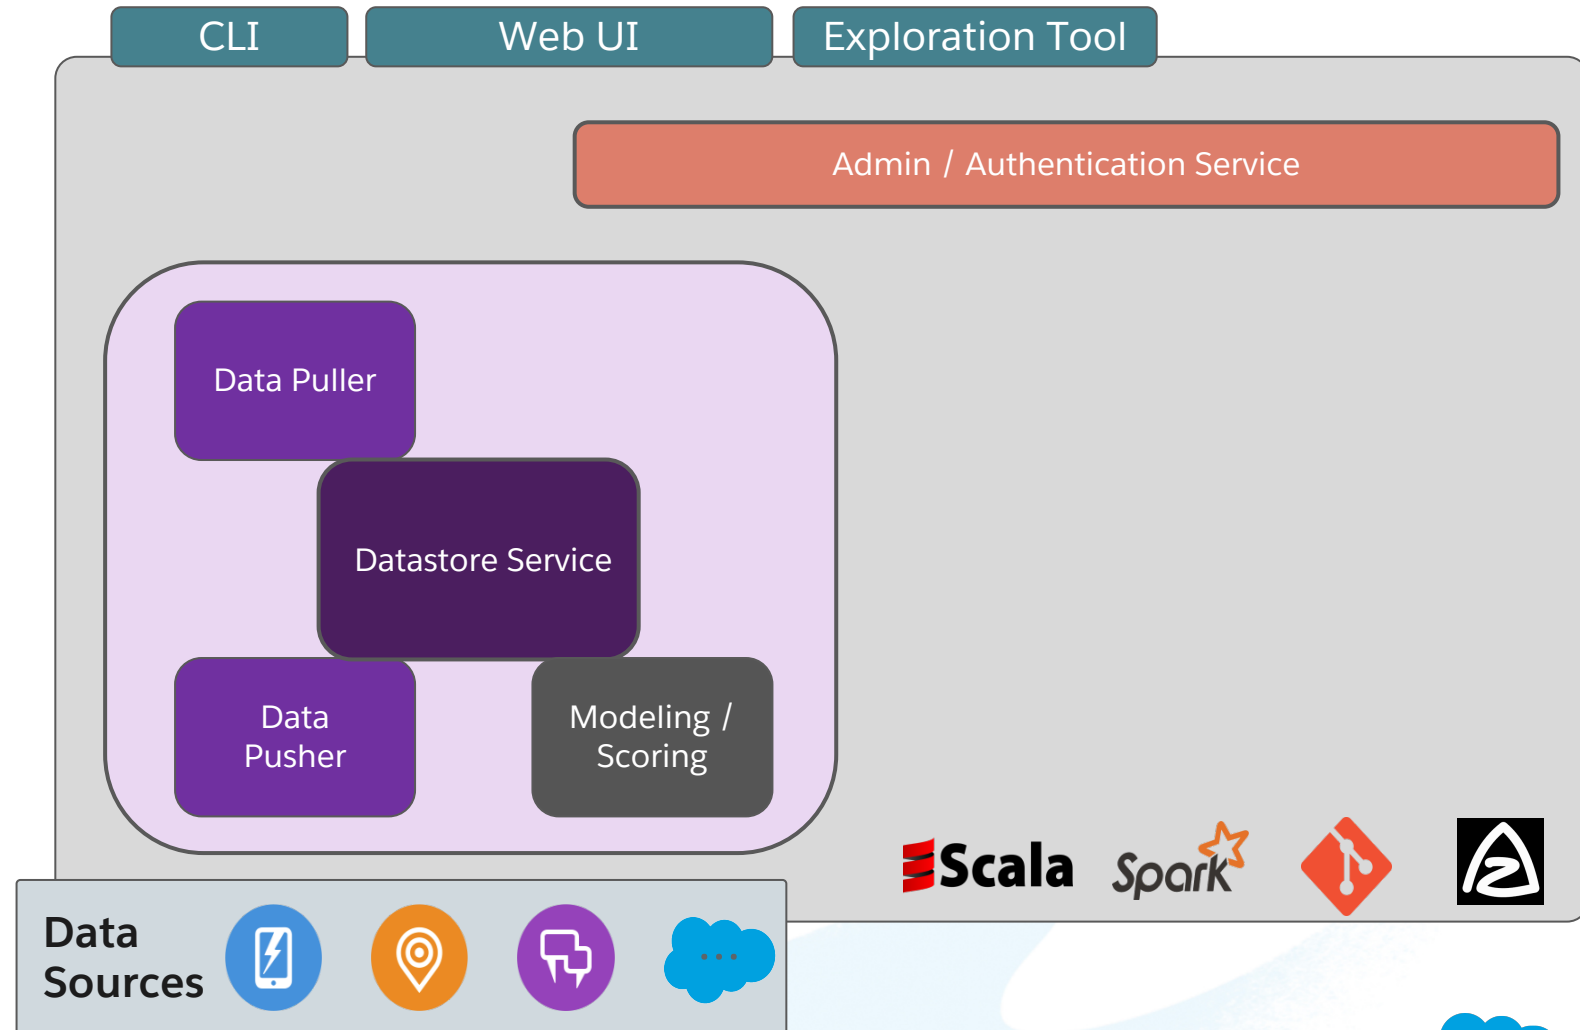 CLI
Web UI
Exploration Tool
Admin / Authentication Service
Data Puller
Datastore Service
Data
Pusher
Modeling /
Scoring
Scala
Spark
Data
Sources
...